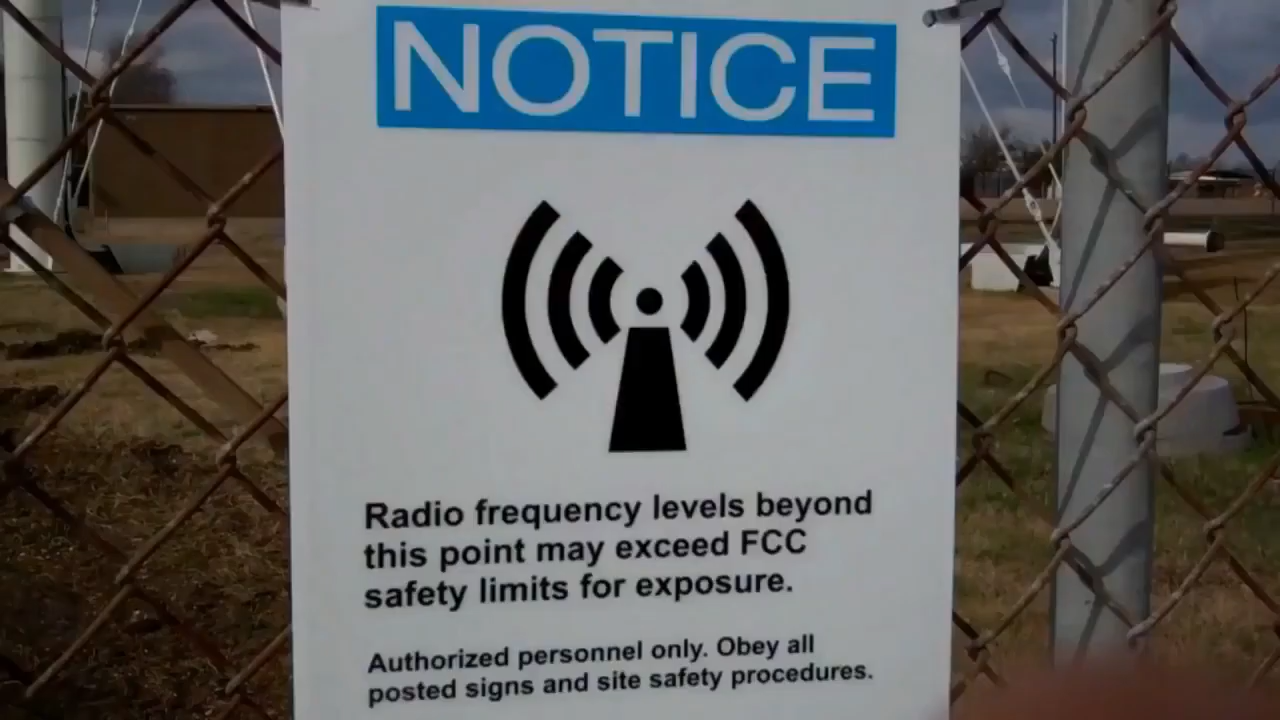 NOTICE
Radio frequency levels beyond
this point may exceed FCC
safety limits for exposure.
Authorized personnel only. Obey all
posted signs and site safety procedures.